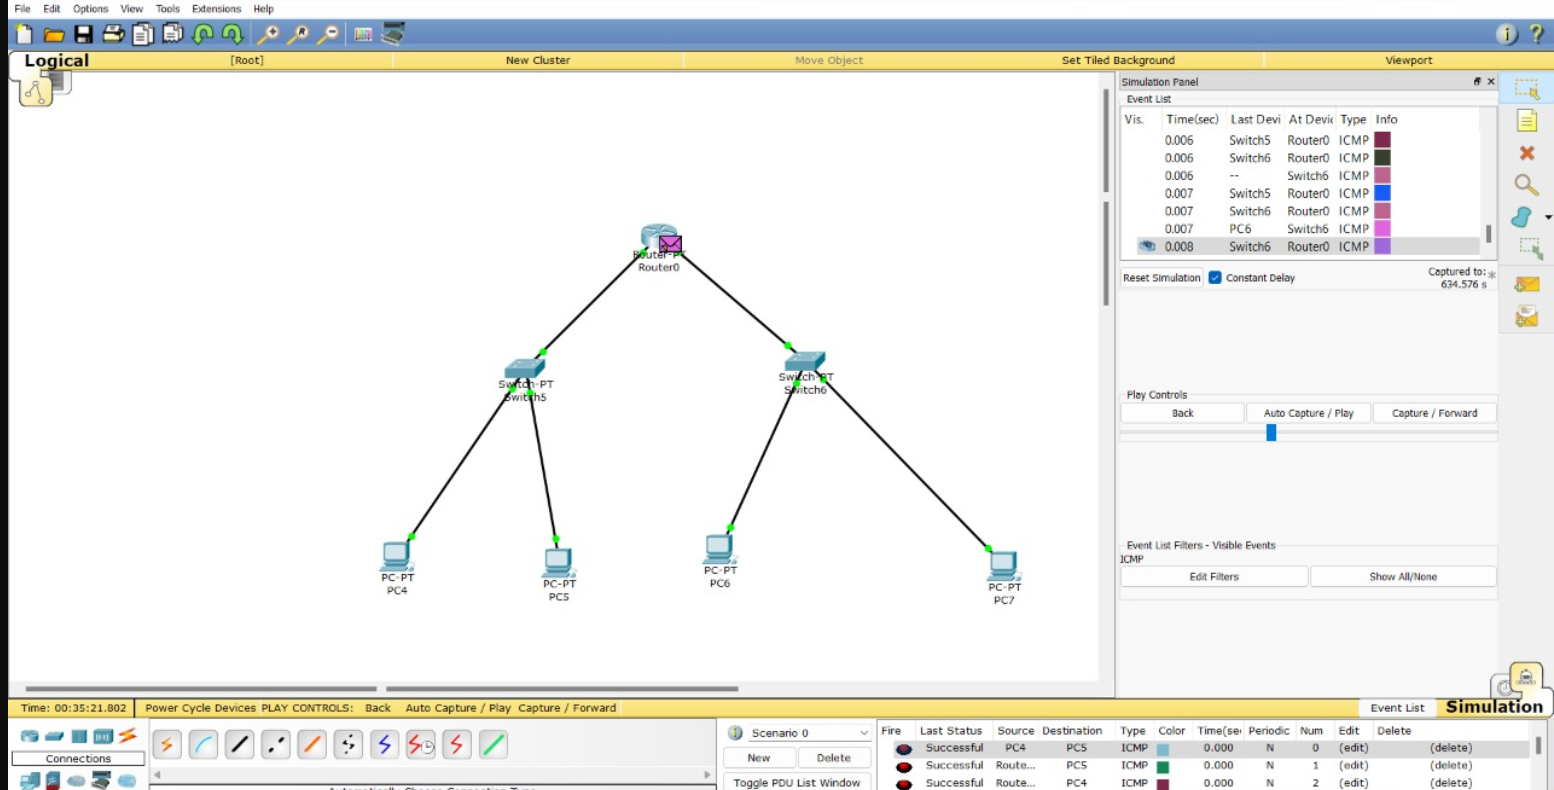 File Edit Options View Tools Extensions Help
Logical [Root] New Cluster Move Object Set Tiled Background Viewport
Simulation Panel
Event List
Vis. Time(sec) Last Devi At Devic Type Info
0.006 Switch5 Router0 ICMP
0.006 Switch6 Router0 ICMP
0.006 -- Switch6 ICMP
0.007 Switch5 Router0 ICMP
0.007 Switch6 Router0 ICMP
0.007 PC6 Switch6 ICMP
0.008 Switch6 Router0 ICMP
Reset Simulation Constant Delay Captured to:
634.576 s
Router-PT
Router0
Switch-PT
Switch5
Switch-PT
Switch6
PC-PT
PC4
PC-PT
PC5
PC-PT
PC6
PC-PT
PC7
Play Controls
Back Auto Capture / Play Capture / Forward
Event List Filters - Visible Events
ICMP
Edit Filters Show All/None
Time: 00:35:21.802 Power Cycle Devices PLAY CONTROLS: Back Auto Capture / Play Capture / Forward Event List Simulation
Connections
Scenario 0
New Delete
Toggle PDU List Window
Fire Last Status Source Destination Type Color Time(sec Periodic Num Edit Delete
Successful PC4 PC5 ICMP 0.000 N 0 (edit) (delete)
Successful Route... PC5 ICMP 0.000 N 1 (edit) (delete)
Successful Route... PC4 ICMP 0.000 N 2 (edit) (delete)
Automatically Choose Connection Type